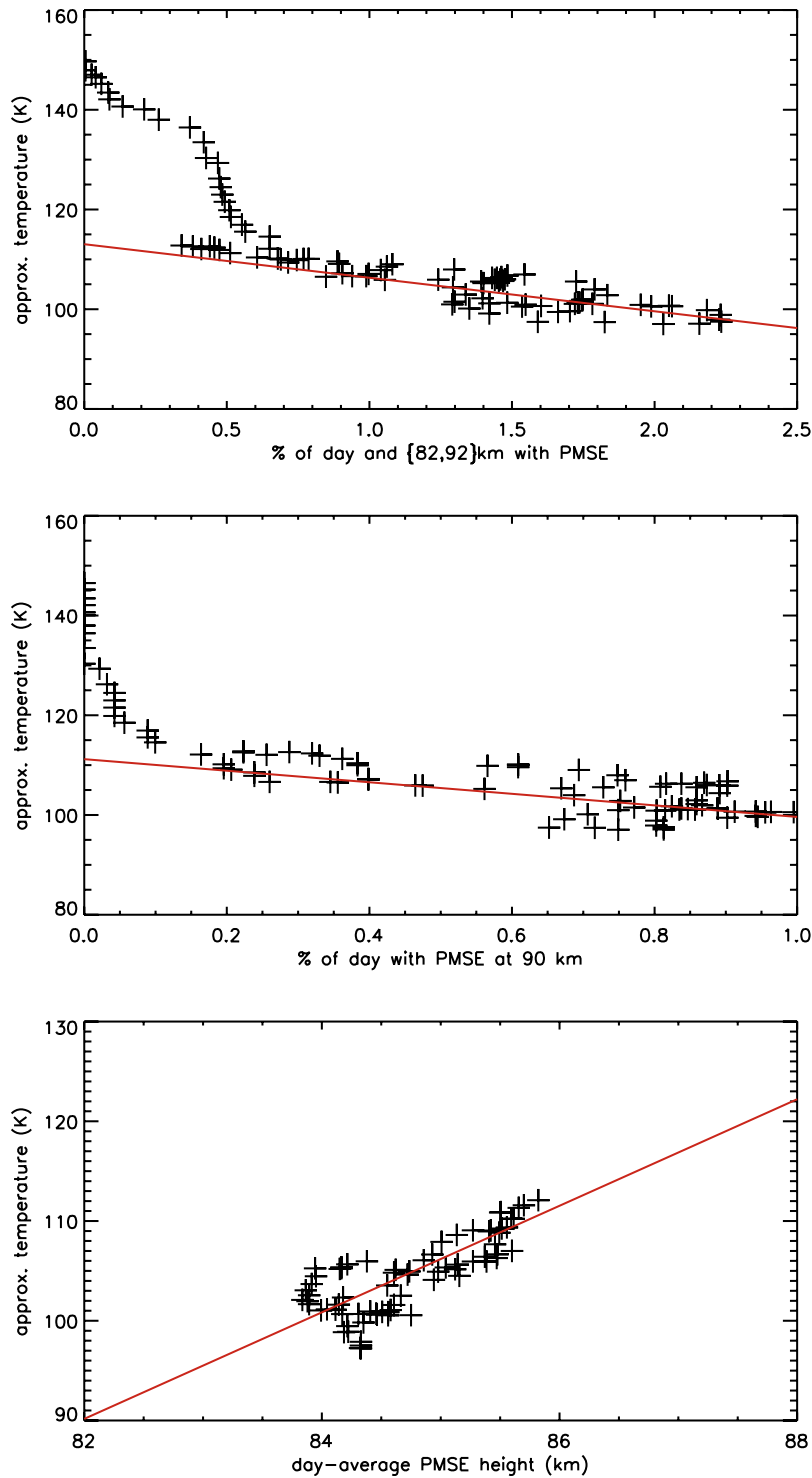 160
140
120
100
80
approx. temperature (K)
0.0 0.5 1.0 1.5 2.0 2.5
% of day and {82,92}km with PMSE
160
140
120
100
80
approx. temperature (K)
0.0 0.2 0.4 0.6 0.8 1.0
% of day with PMSE at 90 km
130
120
110
100
90
approx. temperature (K)
82 84 86 88
day-average PMSE height (km)